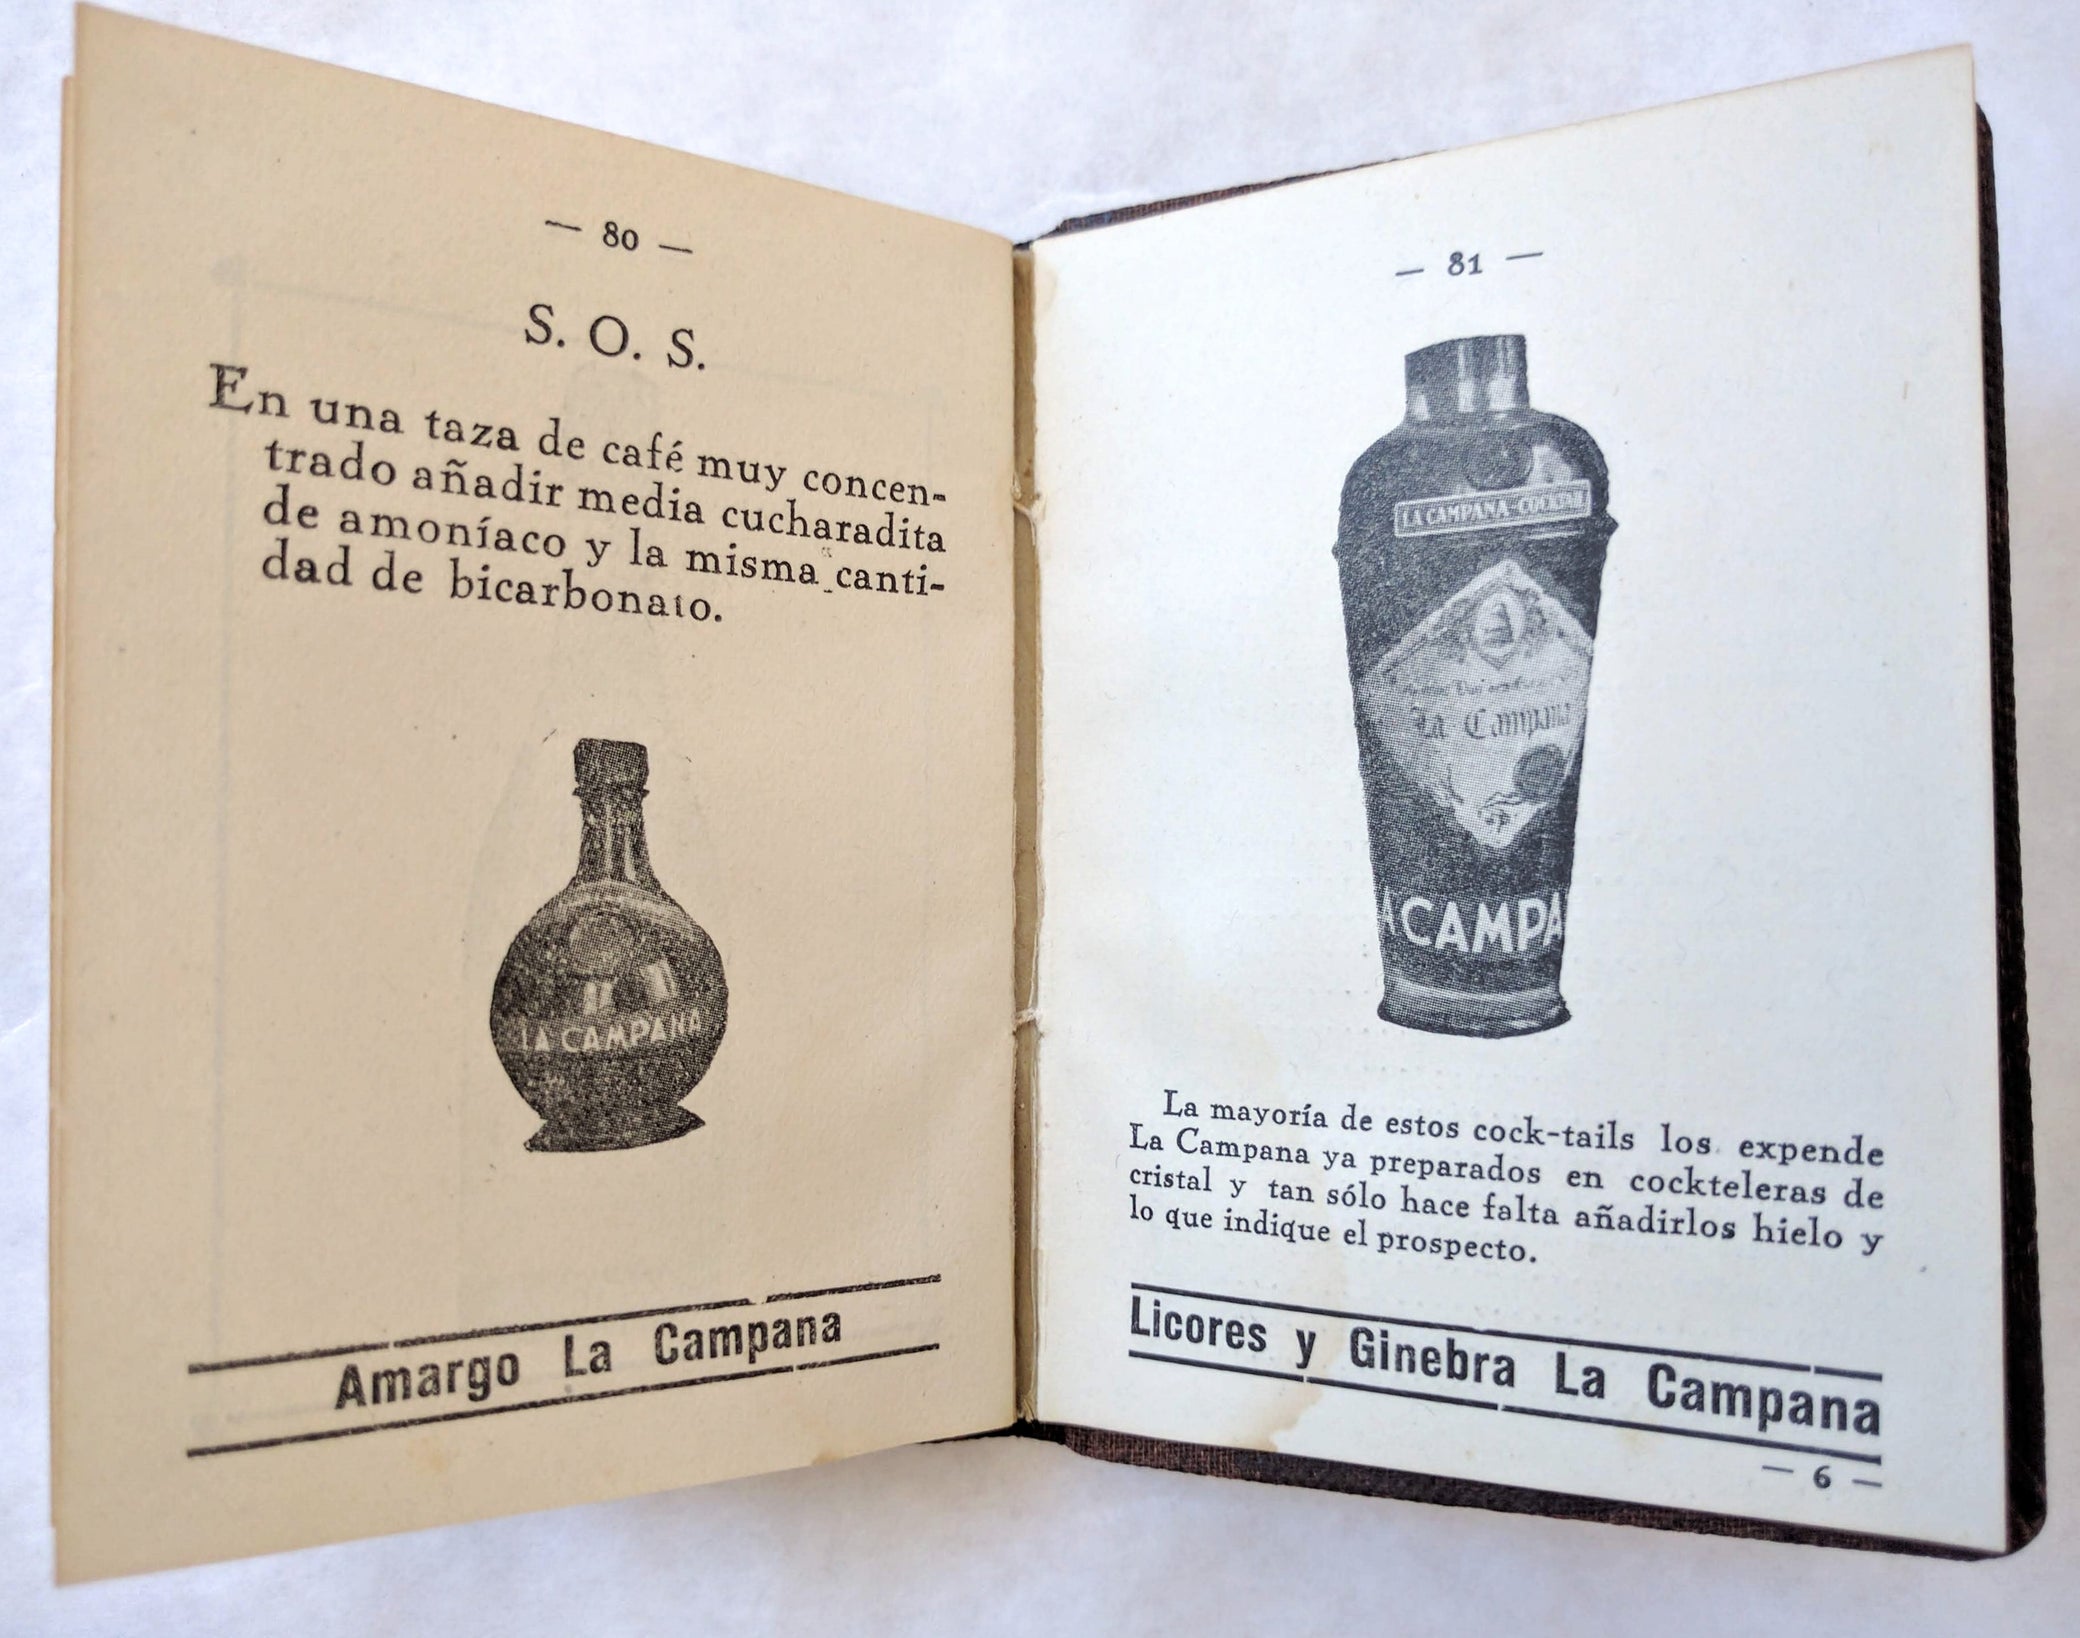 — 80 —
S. O. S.
En una taza de café muy concen-
trado añadir media cucharadita
de amoníaco y la misma canti-
dad de bicarbonato.
LA CAMPANA
Amargo La Campana
— 81 —
LA CAMPANA COCKTAIL
La Campana
A CAMPA
La mayoría de estos cock-tails los expende
La Campana ya preparados en cockteleras de
cristal y tan sólo hace falta añadirlos hielo y
lo que indique el prospecto.
Licores y Ginebra La Campana
— 6 —